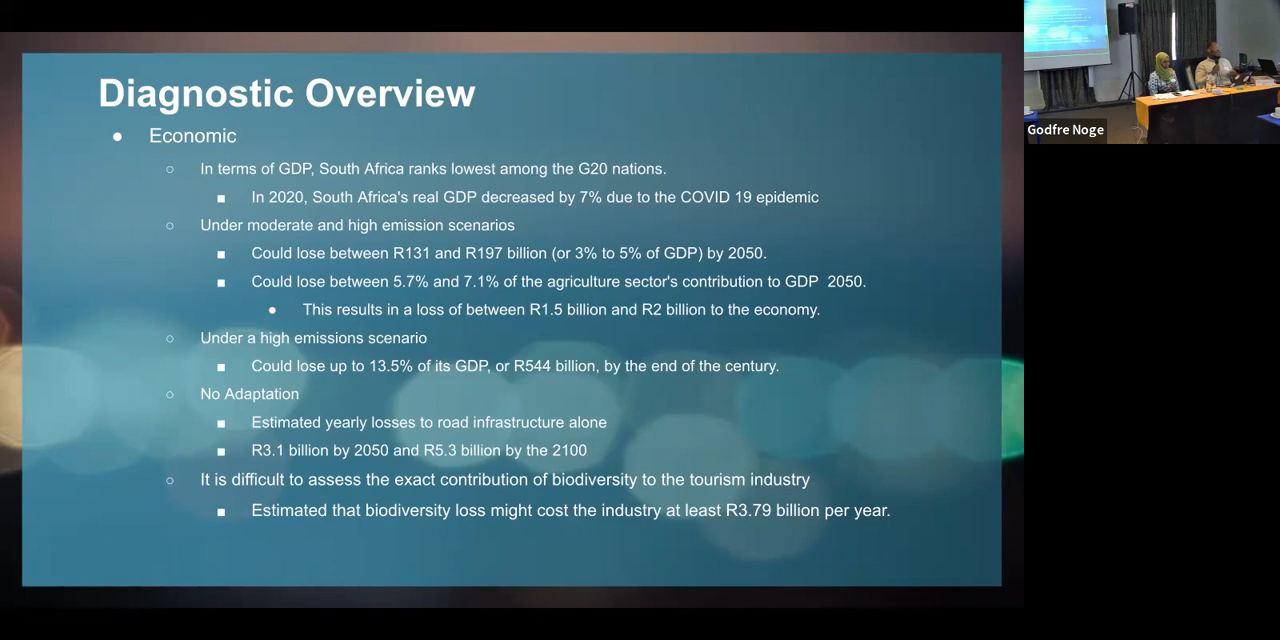 Diagnostic Overview
● Economic
○ In terms of GDP, South Africa ranks lowest among the G20 nations.
■ In 2020, South Africa's real GDP decreased by 7% due to the COVID 19 epidemic
○ Under moderate and high emission scenarios
■ Could lose between R131 and R197 billion (or 3% to 5% of GDP) by 2050.
■ Could lose between 5.7% and 7.1% of the agriculture sector's contribution to GDP  2050.
● This results in a loss of between R1.5 billion and R2 billion to the economy.
○ Under a high emissions scenario
■ Could lose up to 13.5% of its GDP, or R544 billion, by the end of the century.
○ No Adaptation
■ Estimated yearly losses to road infrastructure alone
■ R3.1 billion by 2050 and R5.3 billion by the 2100
○ It is difficult to assess the exact contribution of biodiversity to the tourism industry
■ Estimated that biodiversity loss might cost the industry at least R3.79 billion per year.
Godfre Noge